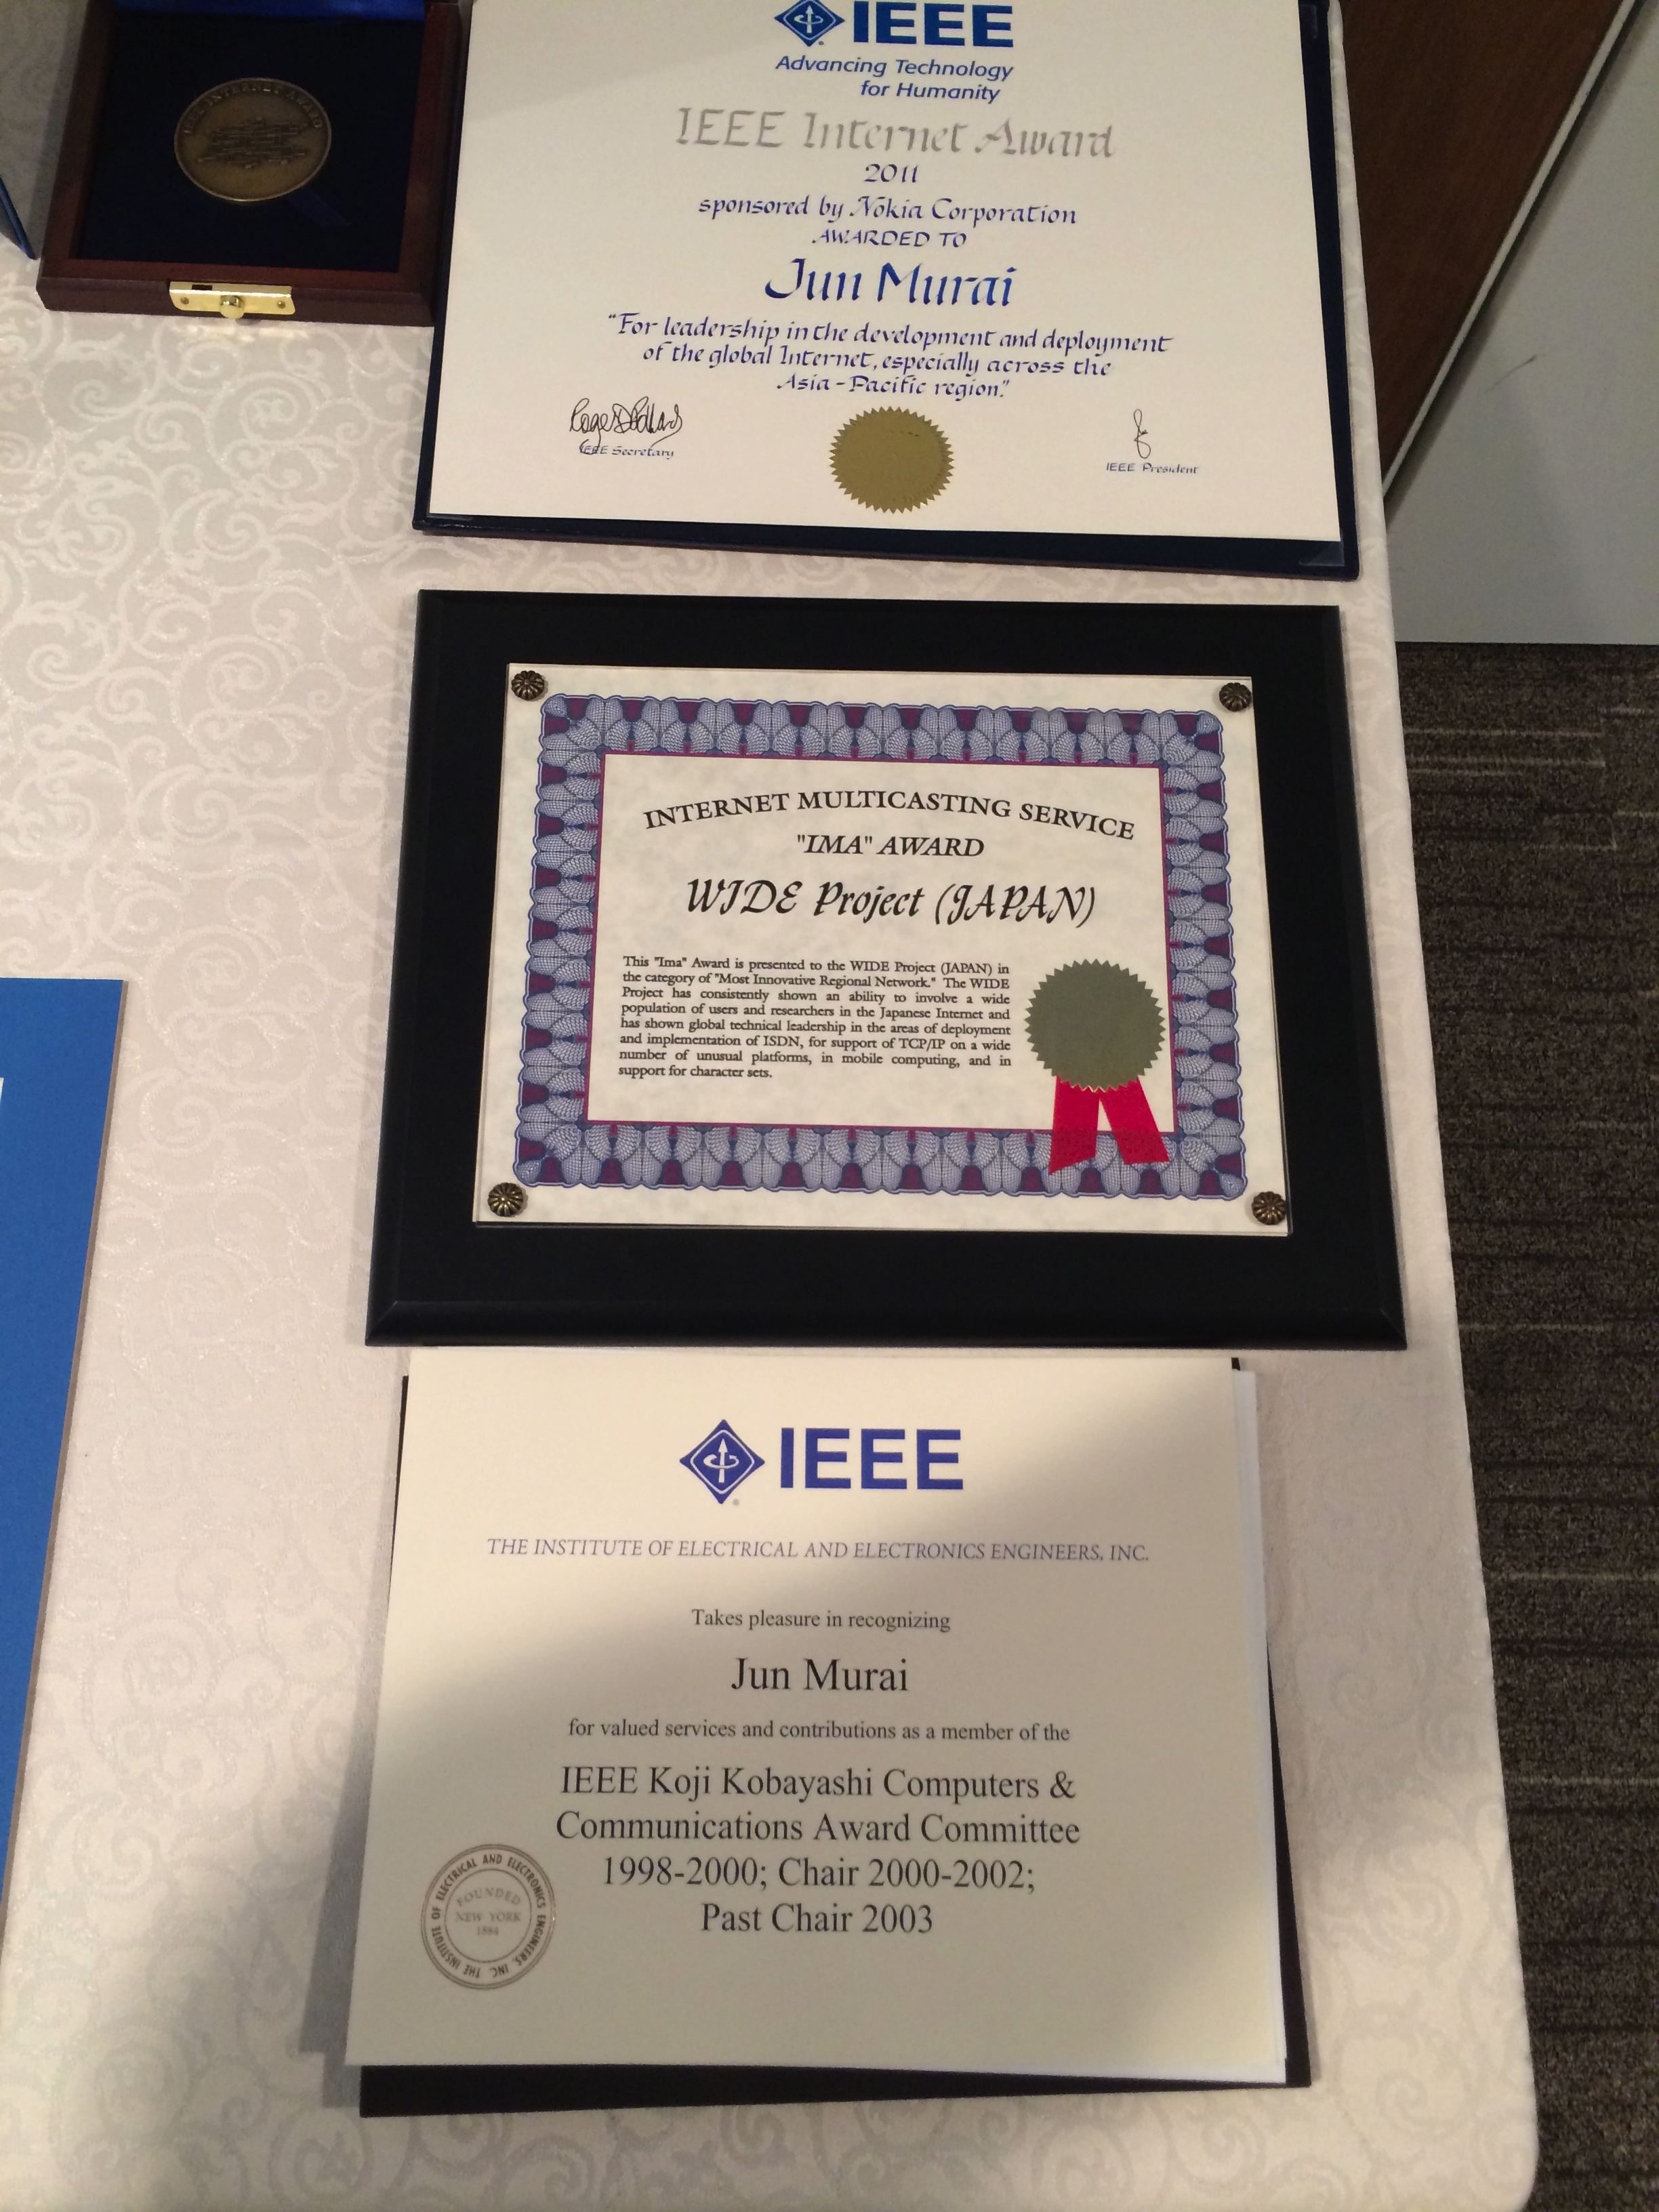 IEEE INTERNET AWARD
IEEE
Advancing Technology
for Humanity
IEEE Internet Award
2011
sponsored by Nokia Corporation
AWARDED TO
Jun Murai
"For leadership in the development and deployment
of the global Internet, especially across the
Asia-Pacific region."
IEEE Secretary
IEEE President
INTERNET MULTICASTING SERVICE
"IMA" AWARD
WIDE Project (JAPAN)
This "Ima" Award is presented to the WIDE Project (JAPAN) in
the category of "Most Innovative Regional Network." The WIDE
Project has consistently shown an ability to involve a wide
population of users and researchers in the Japanese Internet and
has shown global technical leadership in the areas of deployment
and implementation of ISDN, for support of TCP/IP on a wide
number of unusual platforms, in mobile computing, and in
support for character sets.
IEEE
THE INSTITUTE OF ELECTRICAL AND ELECTRONICS ENGINEERS, INC.
Takes pleasure in recognizing
Jun Murai
for valued services and contributions as a member of the
IEEE Koji Kobayashi Computers &
Communications Award Committee
1998-2000; Chair 2000-2002;
Past Chair 2003
THE INSTITUTE OF ELECTRICAL AND ELECTRONICS ENGINEERS, INC.
FOUNDED
NEW YORK
1884